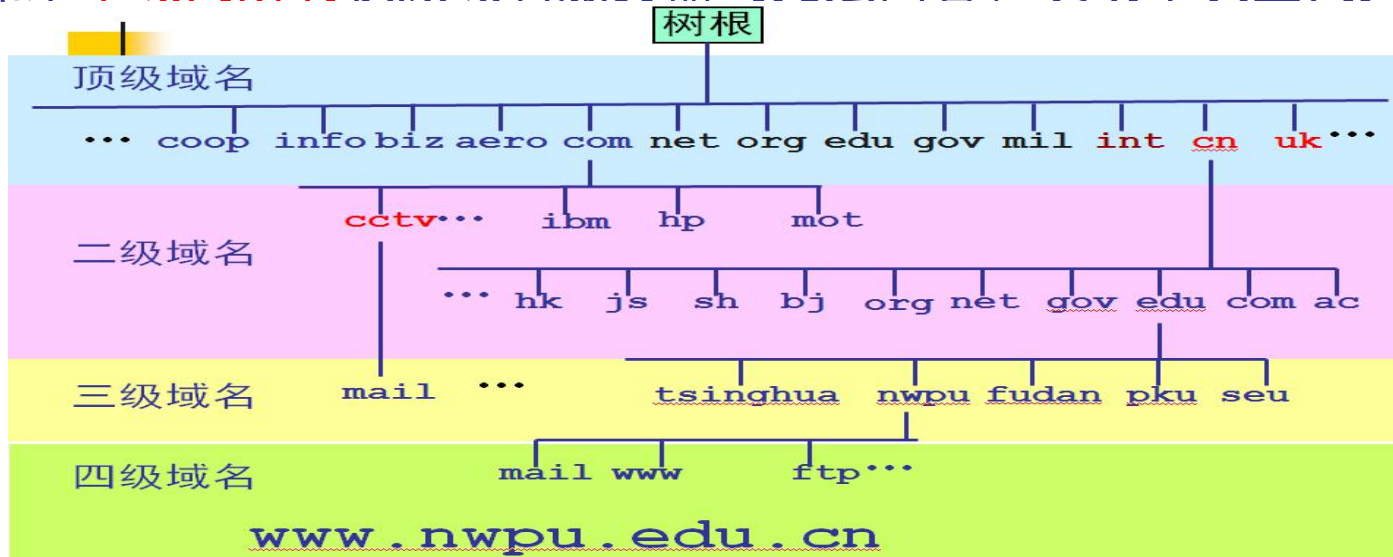 树根
顶级域名
... coop info biz aero com net org edu gov mil int cn uk ...
cctv... ibm hp mot
二级域名
... hk js sh bj org net gov edu com ac
三级域名 mail ... tsinghua nwpu fudan pku seu
四级域名 mail www ftp...
www.nwpu.edu.cn